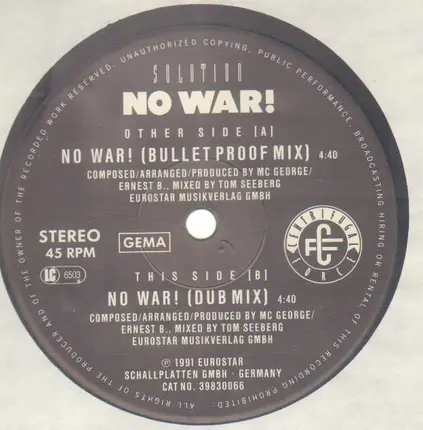 SOLUTION
NO WAR!
OTHER SIDE [A]
NO WAR! (BULLET PROOF MIX) 4:40
COMPOSED/ARRANGED/PRODUCED BY MC GEORGE/
ERNEST B., MIXED BY TOM SEEBERG
EUROSTAR MUSIKVERLAG GMBH
STEREO
45 RPM
LC 6503
GEMA
CENTRIFUGAL
FORCE
CF
THIS SIDE [B]
NO WAR! (DUB MIX) 4:40
COMPOSED/ARRANGED/PRODUCED BY MC GEORGE/
ERNEST B., MIXED BY TOM SEEBERG
EUROSTAR MUSIKVERLAG GMBH
℗ 1991 EUROSTAR
SCHALLPLATTEN GMBH · GERMANY
CAT NO. 39830066
ALL RIGHTS OF THE PRODUCER AND OF THE OWNER OF THE RECORDED WORK RESERVED. UNAUTHORIZED COPYING, PUBLIC PERFORMANCE, BROADCASTING HIRING OR RENTAL OF THIS RECORDING PROHIBITED.